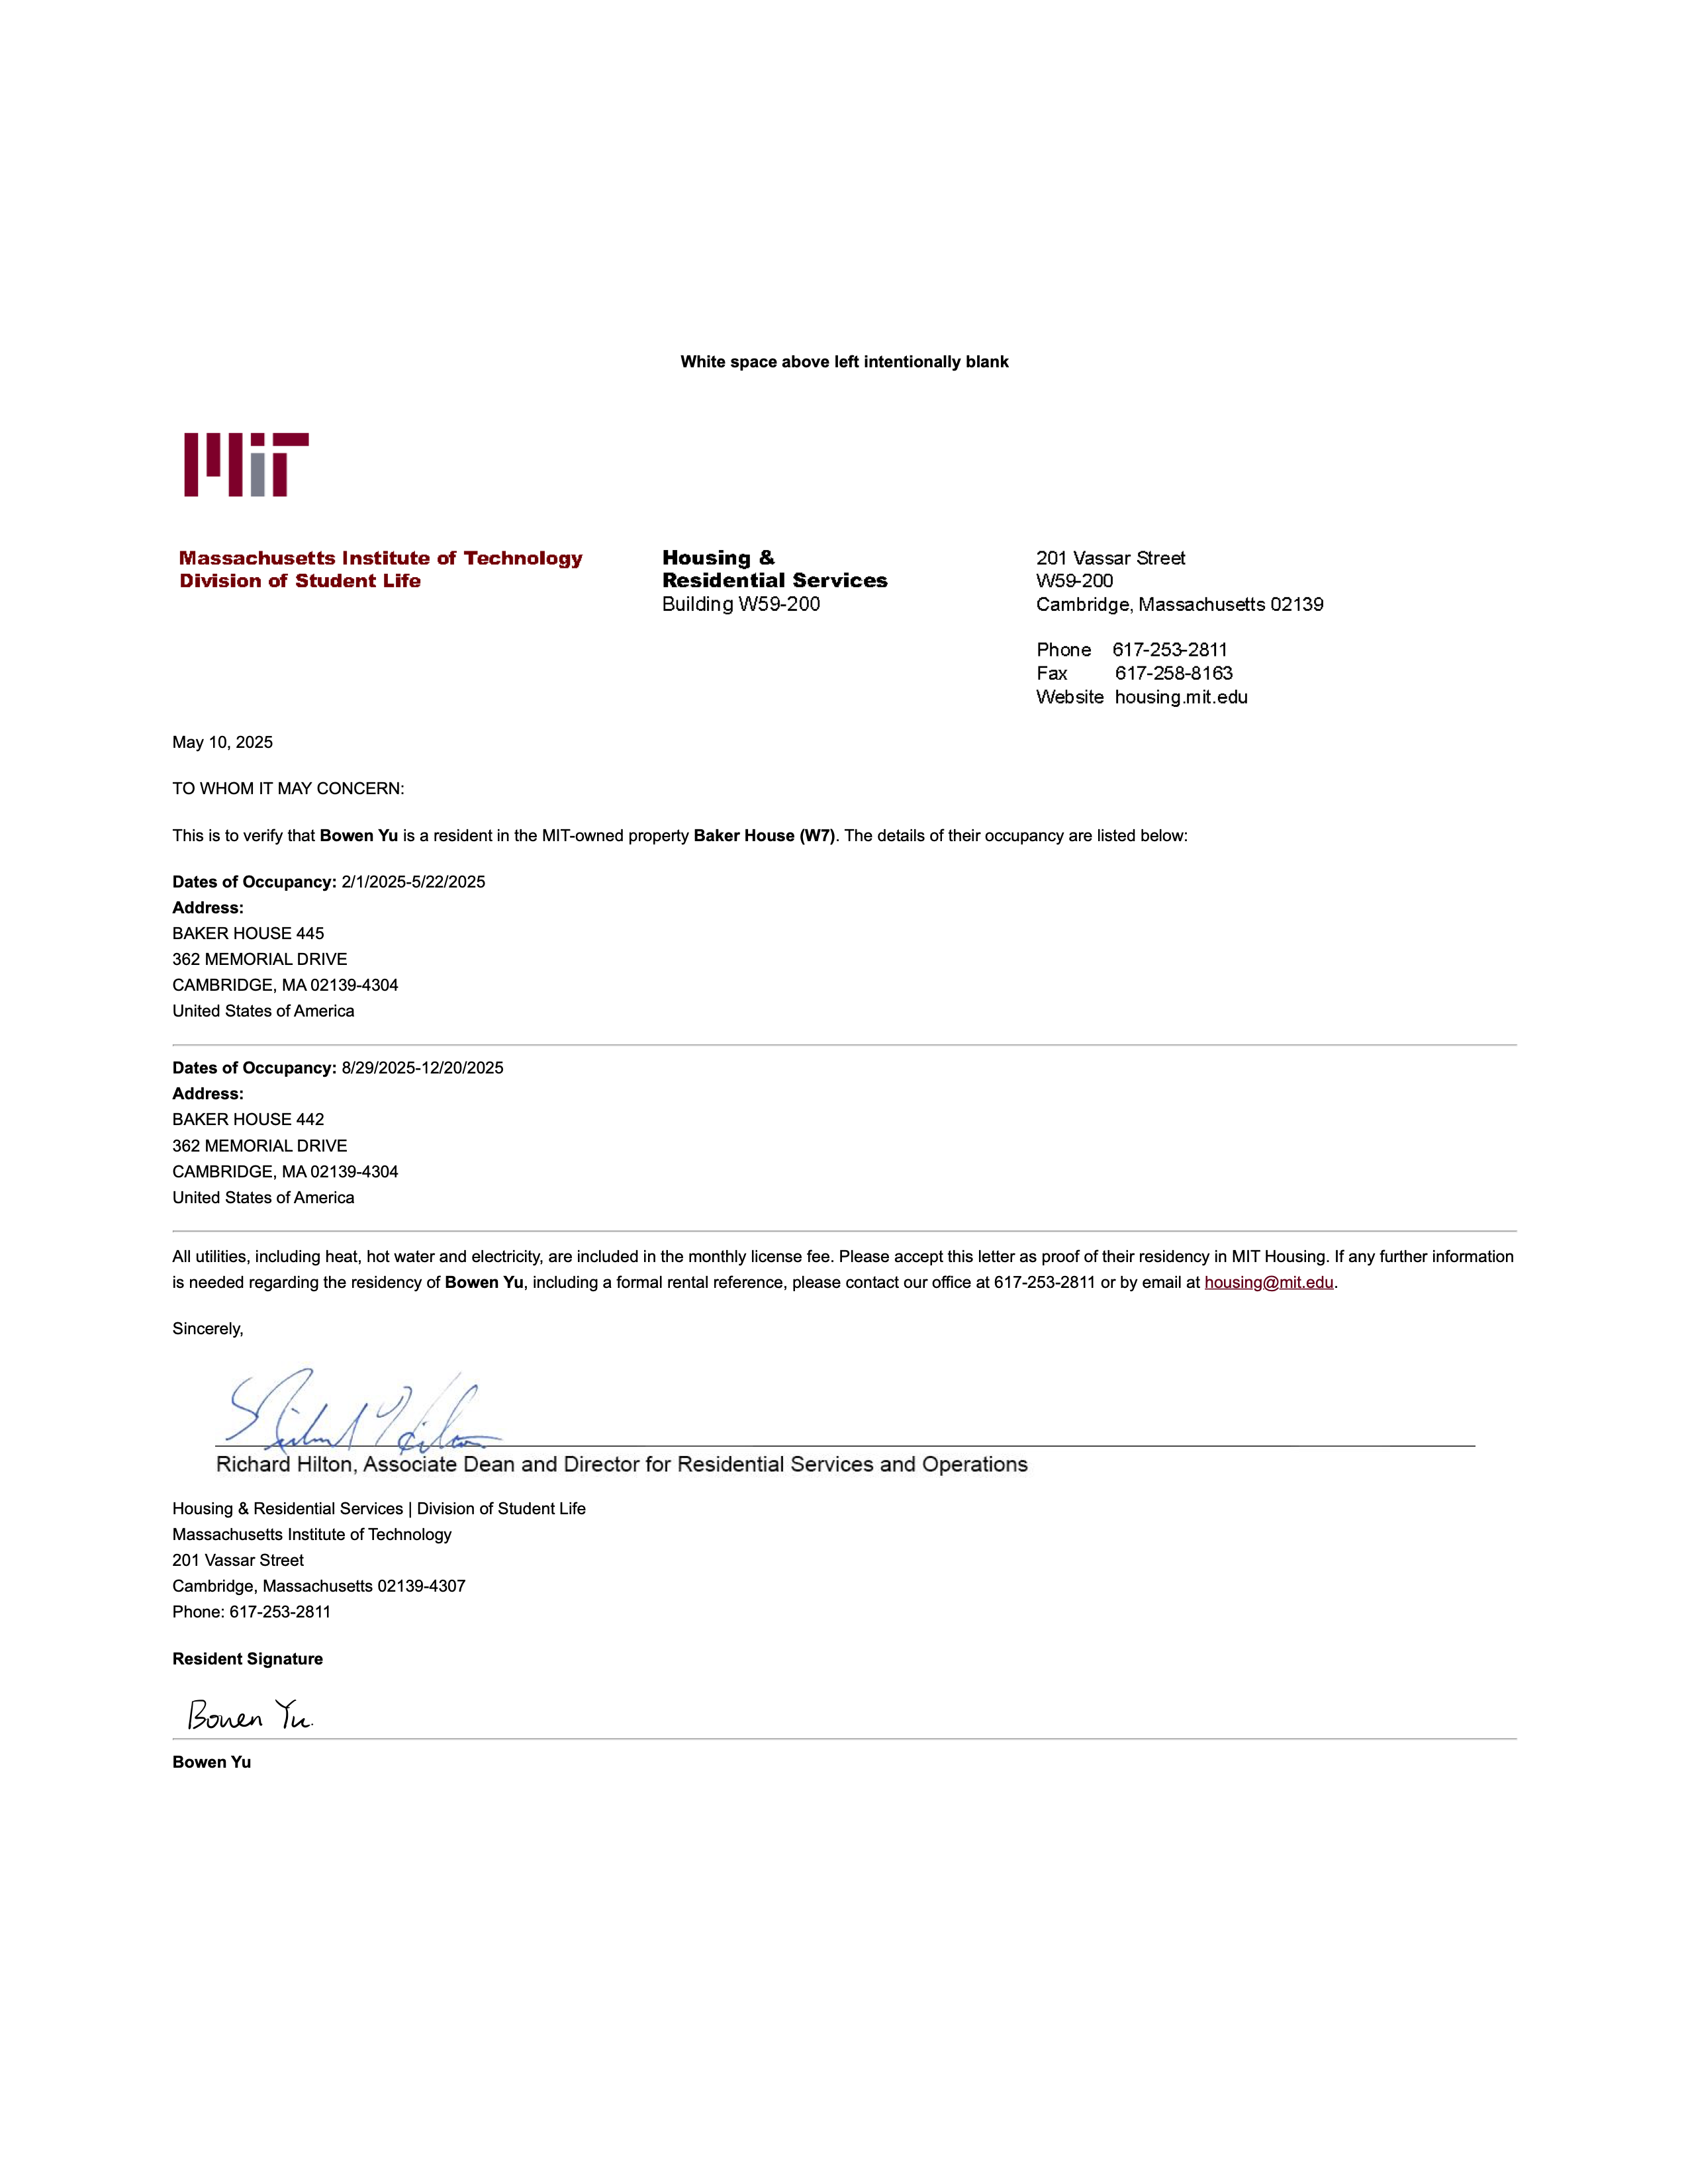 White space above left intentionally blank
MIT
Massachusetts Institute of Technology
Division of Student Life
Housing &
Residential Services
Building W59-200
201 Vassar Street
W59-200
Cambridge, Massachusetts 02139
Phone 617-253-2811
Fax 617-258-8163
Website housing.mit.edu
May 10, 2025
TO WHOM IT MAY CONCERN:
This is to verify that Bowen Yu is a resident in the MIT-owned property Baker House (W7). The details of their occupancy are listed below:
Dates of Occupancy: 2/1/2025-5/22/2025
Address:
BAKER HOUSE 445
362 MEMORIAL DRIVE
CAMBRIDGE, MA 02139-4304
United States of America
Dates of Occupancy: 8/29/2025-12/20/2025
Address:
BAKER HOUSE 442
362 MEMORIAL DRIVE
CAMBRIDGE, MA 02139-4304
United States of America
All utilities, including heat, hot water and electricity, are included in the monthly license fee. Please accept this letter as proof of their residency in MIT Housing. If any further information
is needed regarding the residency of Bowen Yu, including a formal rental reference, please contact our office at 617-253-2811 or by email at housing@mit.edu.
Sincerely,
Richard Hilton, Associate Dean and Director for Residential Services and Operations
Housing & Residential Services | Division of Student Life
Massachusetts Institute of Technology
201 Vassar Street
Cambridge, Massachusetts 02139-4307
Phone: 617-253-2811
Resident Signature
Bowen Yu.
Bowen Yu